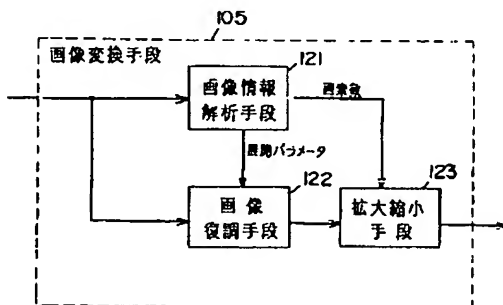 105
画像変換手段
121
画像情報
解析手段
画素数
展開パラメータ
122
画像
復調手段
123
拡大縮小
手段